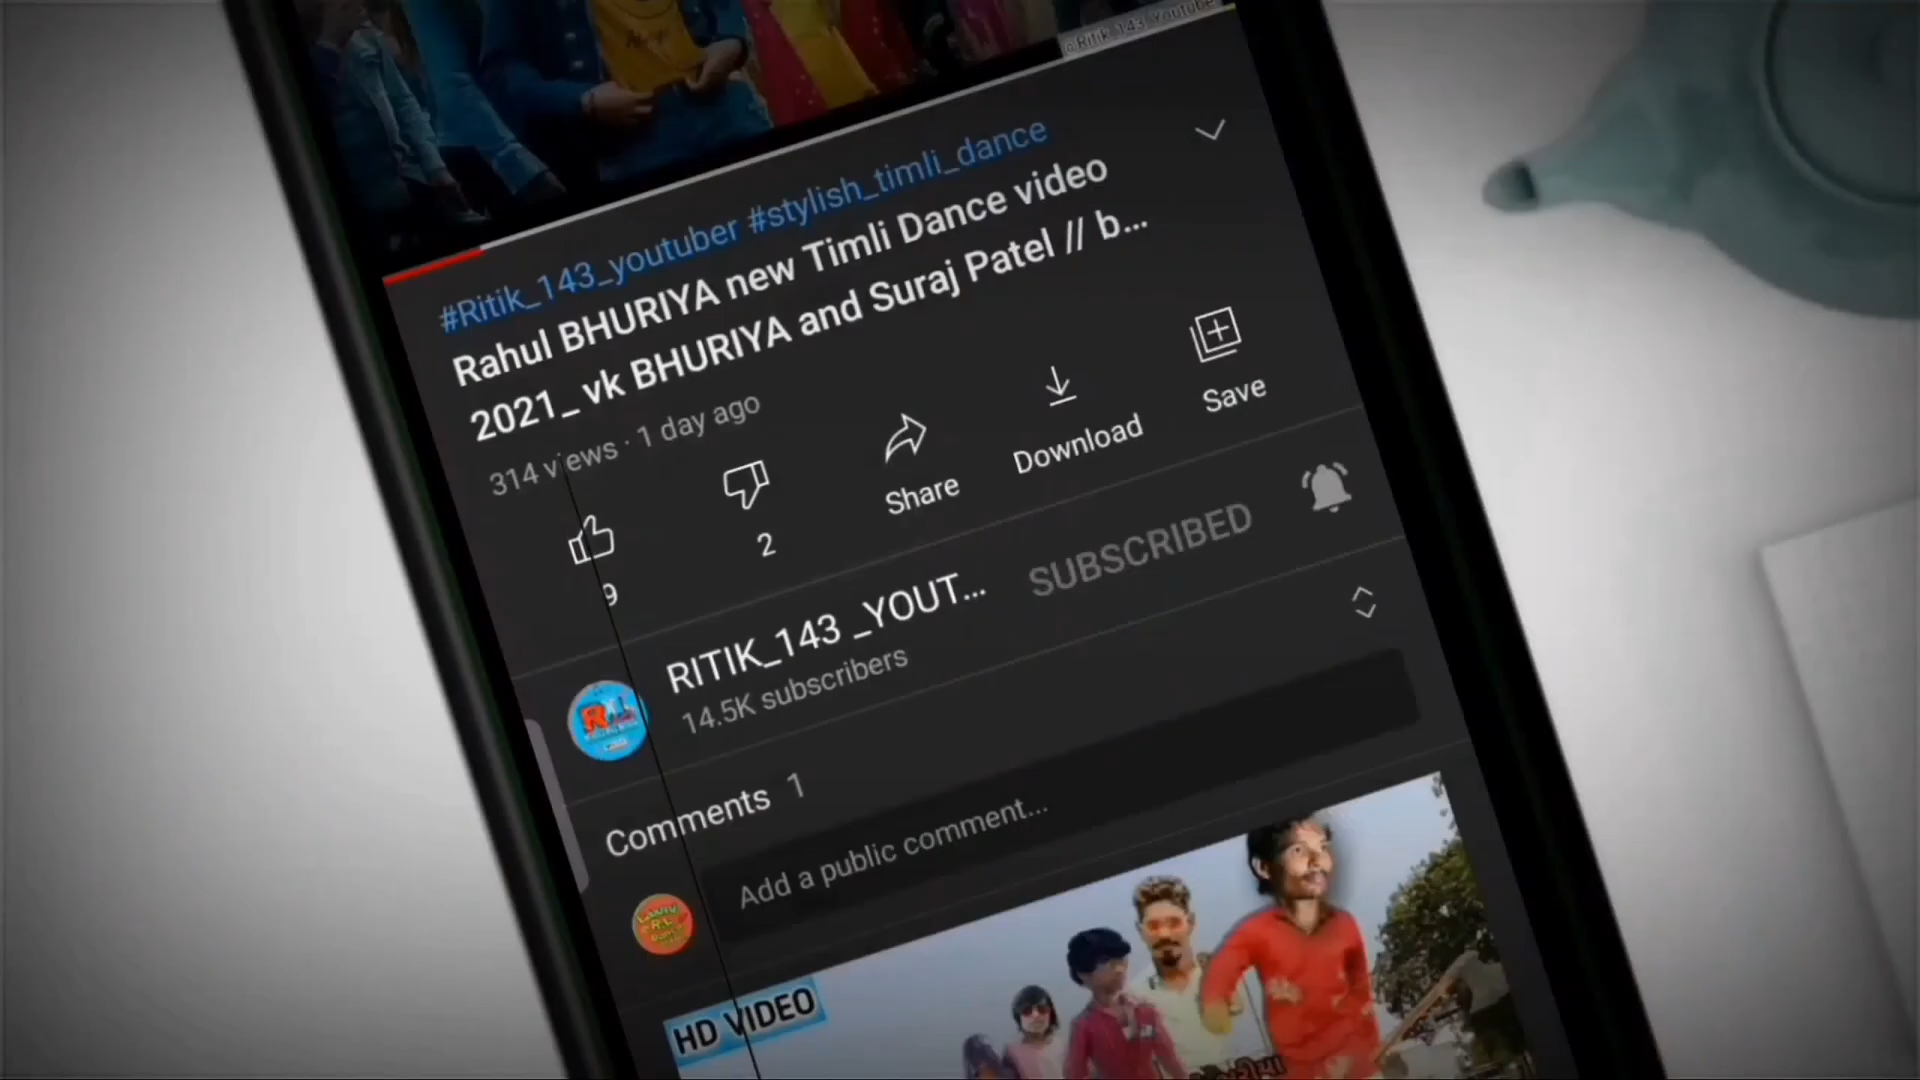 @Ritik_143_Youtube
#Ritik_143_youtuber #stylish_timli_dance
Rahul BHURIYA new Timli Dance video
2021_ vk BHURIYA and Suraj Patel // b...
314 views · 1 day ago
9
2
Share
Download
Save
RITIK_143 _YOUT...
SUBSCRIBED
14.5K subscribers
Comments 1
Add a public comment...
HD VIDEO